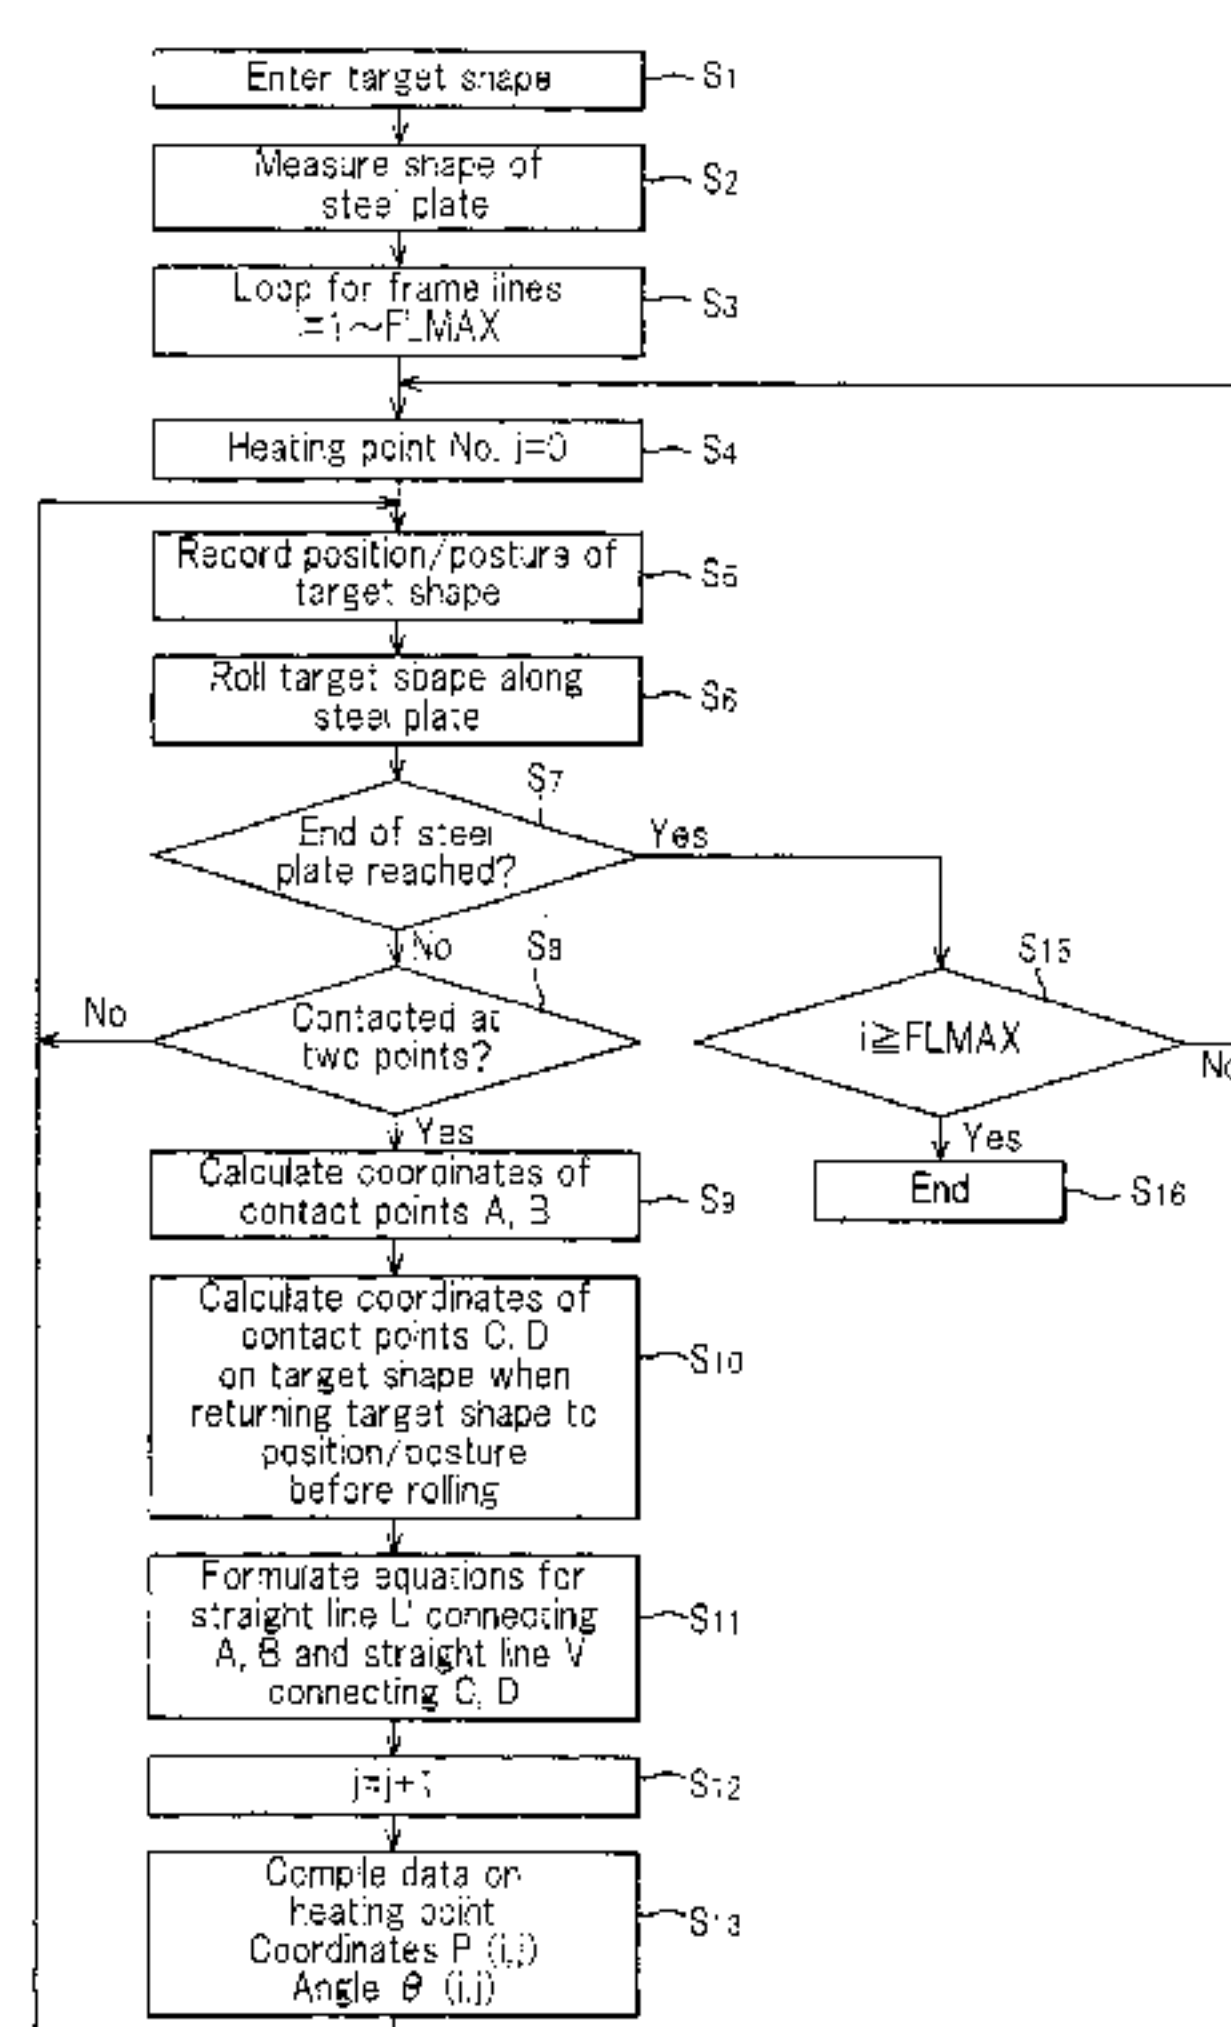 Enter target shape
S1
Measure shape of
steel plate
S2
Loop for frame lines
i=1~FLMAX
S3
Heating point No. j=0
S4
Record position/posture of
target shape
S5
Roll target shape along
steel plate
S6
S7
End of steel
plate reached?
Yes
No
S8
Contacted at
two points?
No
Yes
S15
i≧FLMAX
No
Yes
End
S16
Calculate coordinates of
contact points A, B
S9
Calculate coordinates of
contact points C, D
on target shape when
returning target shape to
position/posture
before rolling
S10
Formulate equations for
straight line U connecting
A, B and straight line V
connecting C, D
S11
j=j+1
S12
Compile data on
heating point
Coordinates P (i,j)
Angle θ (i,j)
S13